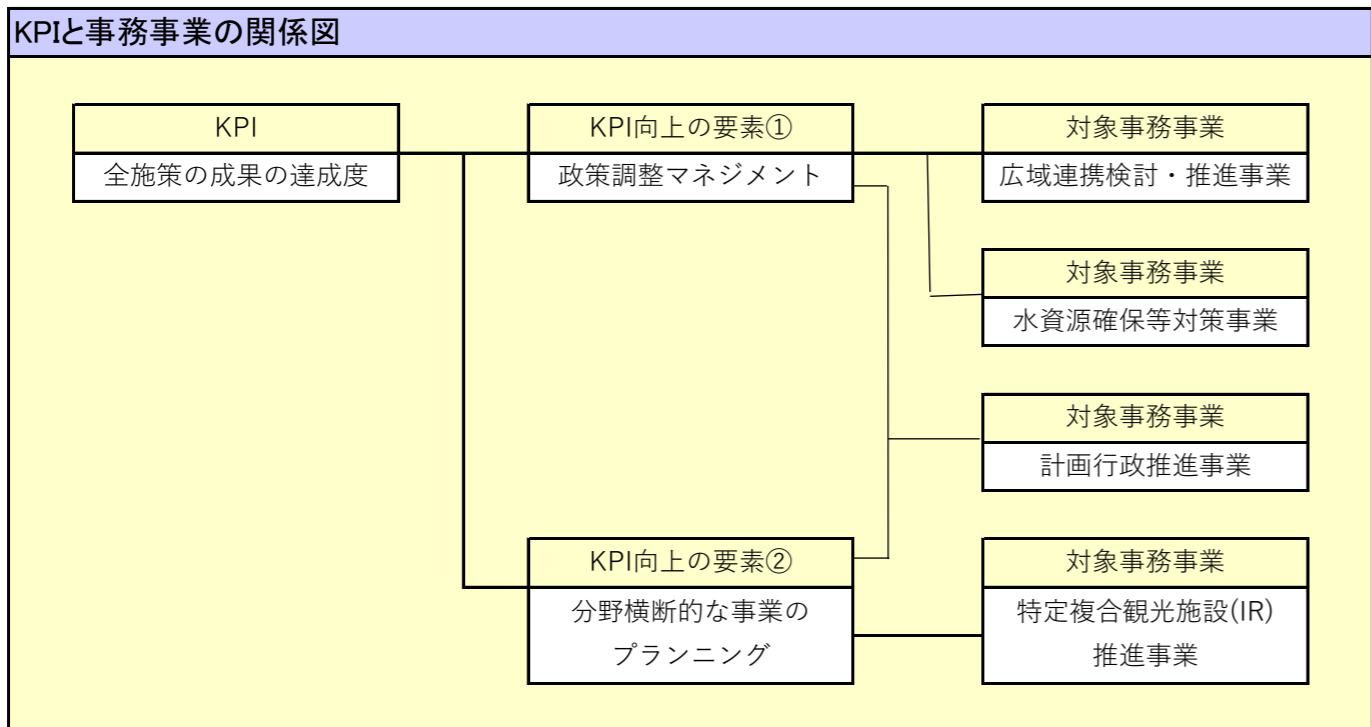 KPIと事務事業の関係図
KPI
全施策の成果の達成度
KPI向上の要素①
政策調整マネジメント
対象事務事業
広域連携検討・推進事業
対象事務事業
水資源確保等対策事業
対象事務事業
計画行政推進事業
KPI向上の要素②
分野横断的な事業の
プランニング
対象事務事業
特定複合観光施設(IR)
推進事業